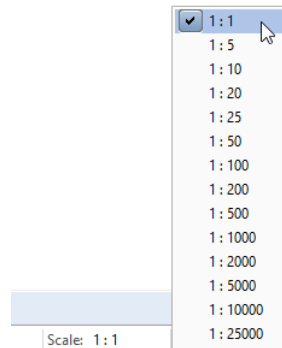 1 : 1
1 : 5
1 : 10
1 : 20
1 : 25
1 : 50
1 : 100
1 : 200
1 : 500
1 : 1000
1 : 2000
1 : 5000
1 : 10000
1 : 25000
Scale: 1 : 1